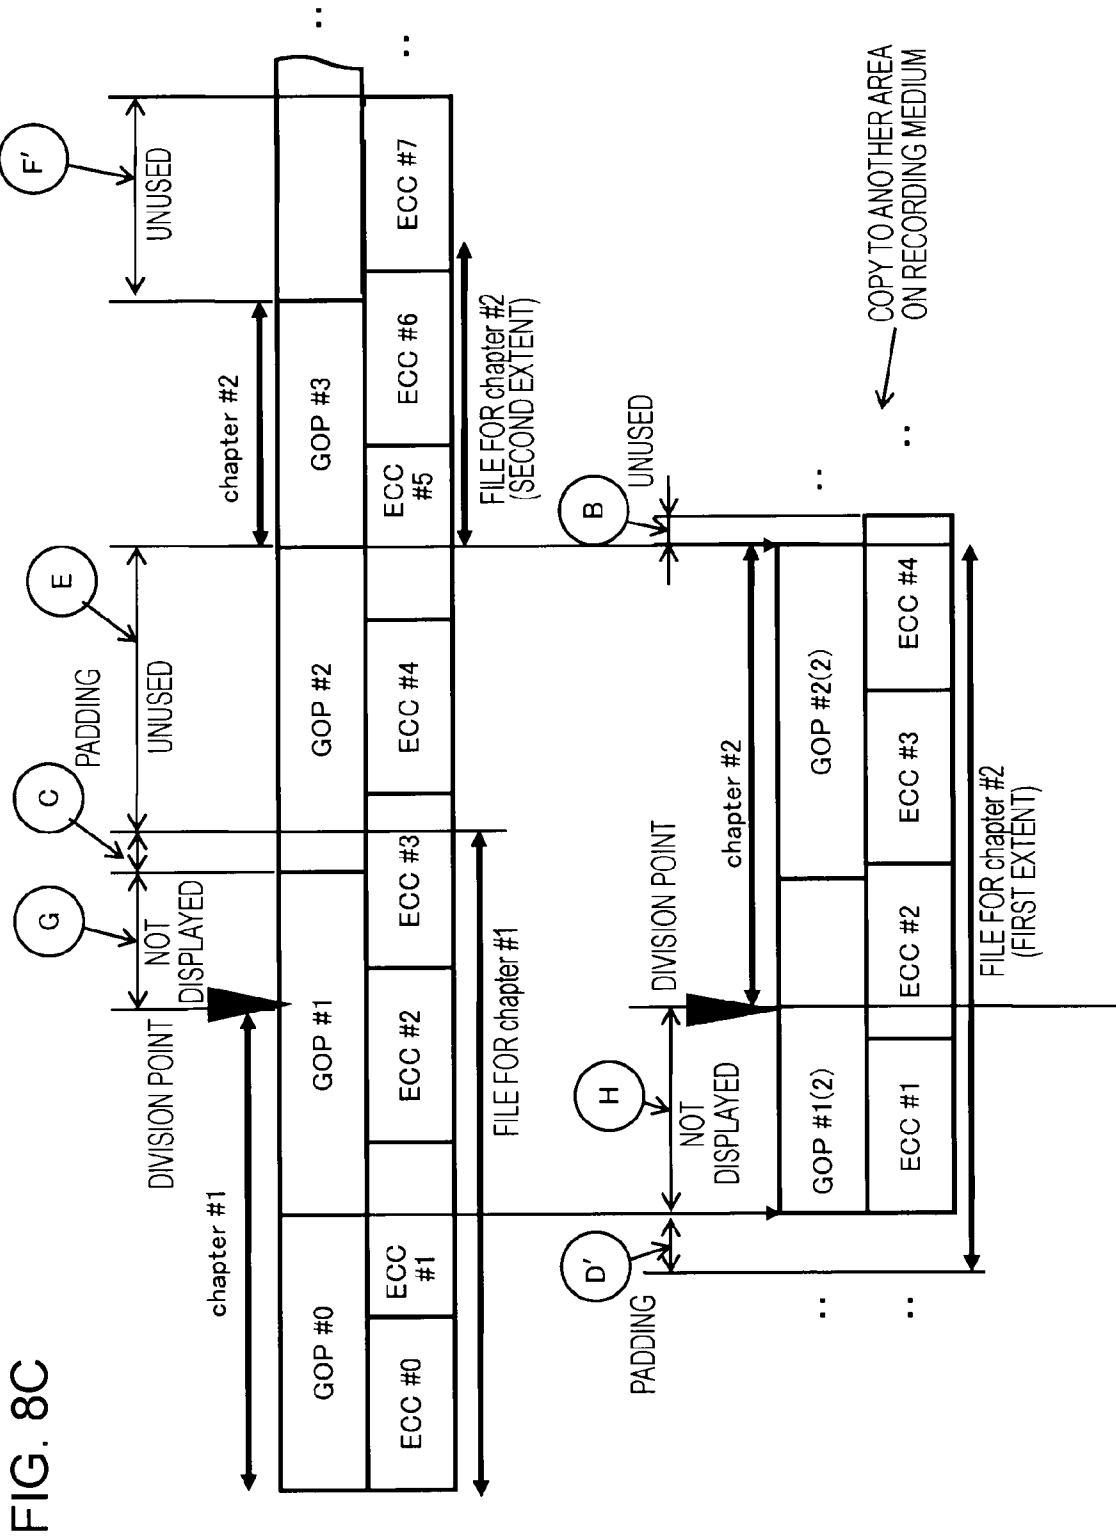 FIG. 8C
F'
UNUSED
E
PADDING
UNUSED
C
G
NOT
DISPLAYED
DIVISION POINT
chapter #1
chapter #2
GOP #0
GOP #1
GOP #2
GOP #3
ECC #0
ECC
#1
ECC #2
ECC #3
ECC #4
ECC
#5
ECC #6
ECC #7
FILE FOR chapter #1
FILE FOR chapter #2
(SECOND EXTENT)
B
UNUSED
DIVISION POINT
H
NOT
DISPLAYED
D'
PADDING
chapter #2
GOP #1(2)
GOP #2(2)
ECC #1
ECC #2
ECC #3
ECC #4
FILE FOR chapter #2
(FIRST EXTENT)
COPY TO ANOTHER AREA
ON RECORDING MEDIUM